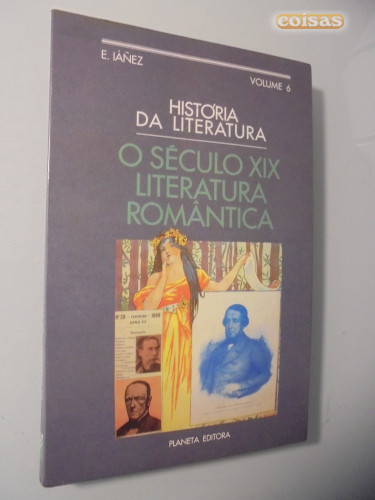 coisas
E. IÁÑEZ
VOLUME 6
HISTÓRIA
DA LITERATURA
O SÉCULO XIX
LITERATURA
ROMÂNTICA
PLANETA EDITORA